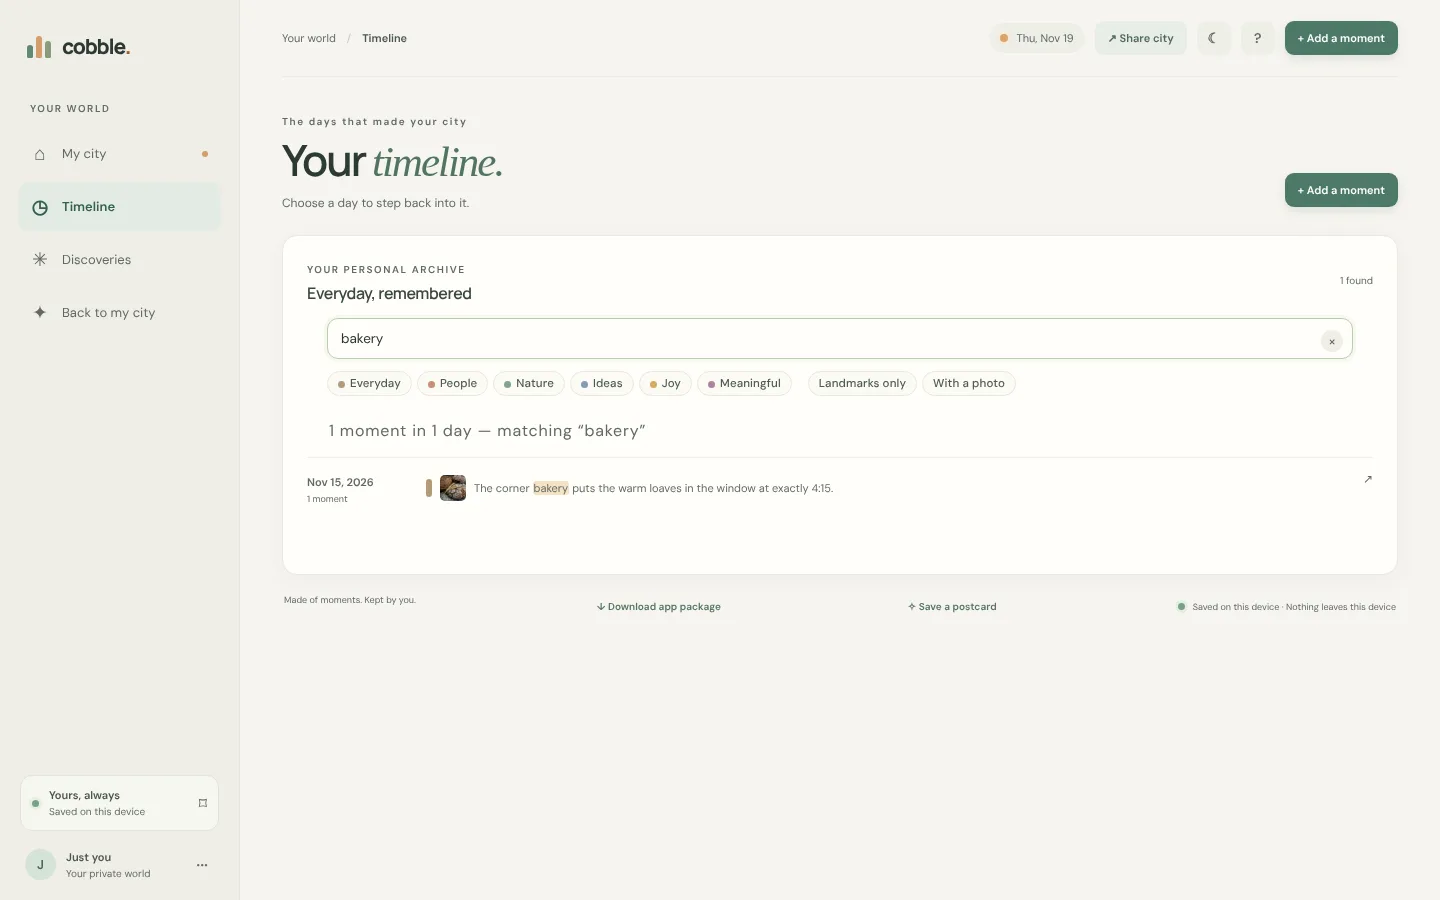 cobble.
YOUR WORLD
My city
Timeline
Discoveries
Back to my city
Yours, always
Saved on this device
J
Just you
Your private world
Your world / Timeline
Thu, Nov 19
↗ Share city
?
+ Add a moment
The days that made your city
Your timeline.
Choose a day to step back into it.
+ Add a moment
YOUR PERSONAL ARCHIVE
Everyday, remembered
1 found
bakery
×
Everyday
People
Nature
Ideas
Joy
Meaningful
Landmarks only
With a photo
1 moment in 1 day — matching “bakery”
Nov 15, 2026
1 moment
The corner bakery puts the warm loaves in the window at exactly 4:15.
↗
Made of moments. Kept by you.
↓ Download app package
✧ Save a postcard
Saved on this device · Nothing leaves this device